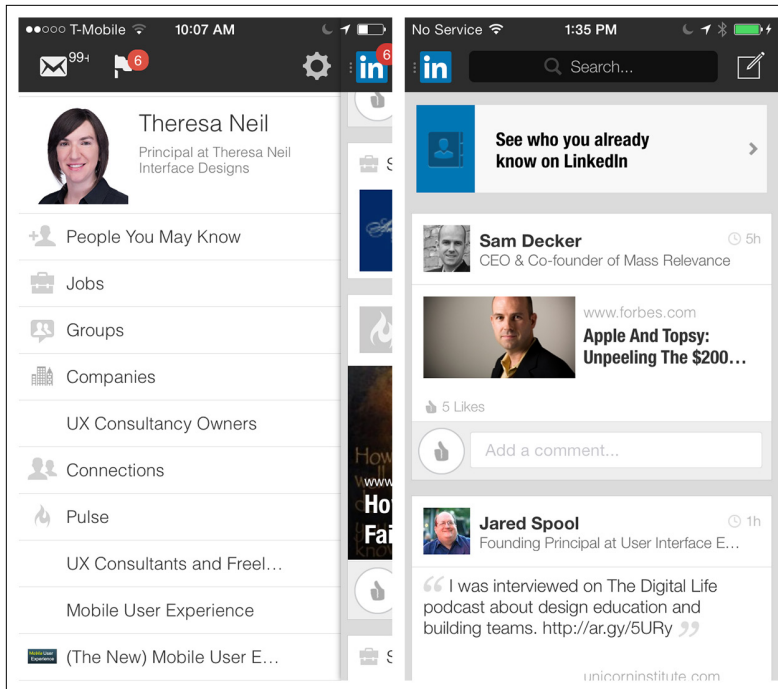 T-Mobile
10:07 AM
99+
6
Theresa Neil
Principal at Theresa Neil
Interface Designs
People You May Know
Jobs
Groups
Companies
UX Consultancy Owners
Connections
Pulse
UX Consultants and Freel...
Mobile User Experience
(The New) Mobile User E...
in
6
S
www
Ho
Fai
S
No Service
1:35 PM
in
Search...
See who you already
know on LinkedIn
Sam Decker
5h
CEO & Co-founder of Mass Relevance
www.forbes.com
Apple And Topsy:
Unpeeling The $200...
5 Likes
Add a comment...
Jared Spool
1h
Founding Principal at User Interface E...
“ I was interviewed on The Digital Life
podcast about design education and
building teams. http://ar.gy/5URy ”
unicorninstitute.com